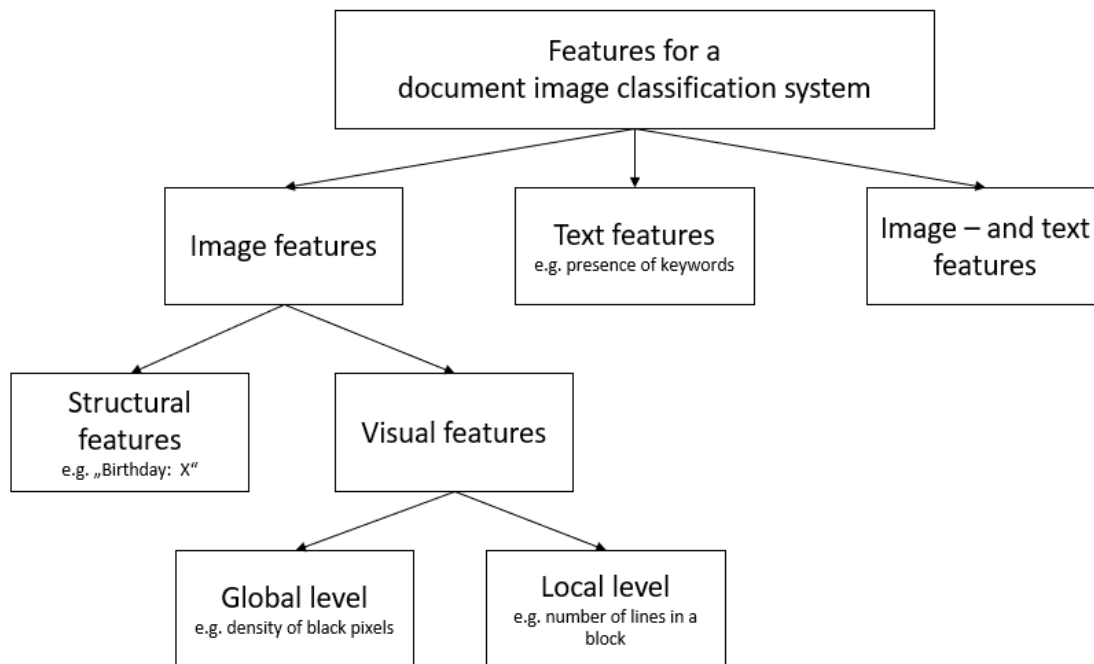 Features for a
document image classification system
Image features
Text features
e.g. presence of keywords
Image – and text
features
Structural
features
e.g. „Birthday: X“
Visual features
Global level
e.g. density of black pixels
Local level
e.g. number of lines in a
block